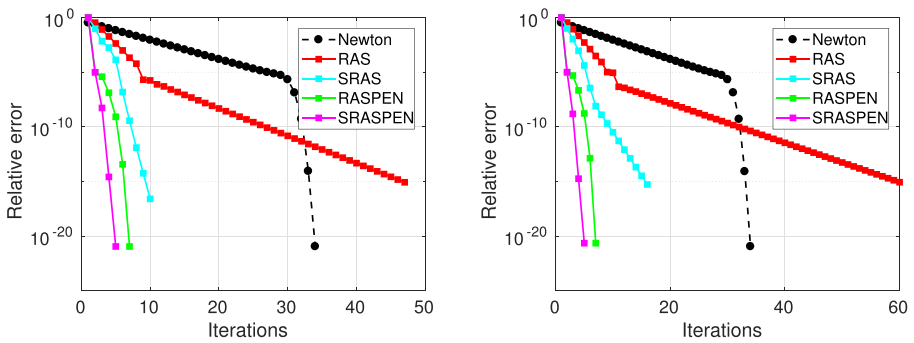 10^0
10^-10
10^-20
Relative error
0 10 20 30 40 50
Iterations
Newton
RAS
SRAS
RASPEN
SRASPEN
10^0
10^-10
10^-20
Relative error
0 20 40 60
Iterations
Newton
RAS
SRAS
RASPEN
SRASPEN